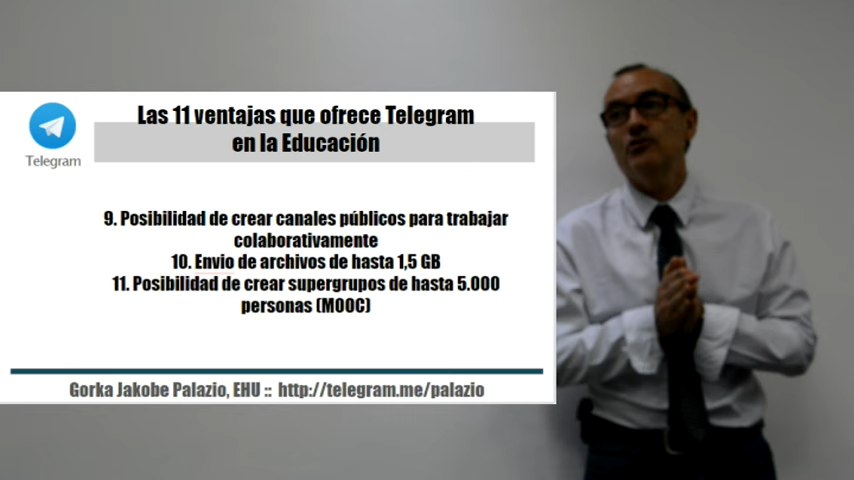 Las 11 ventajas que ofrece Telegram
en la Educación
Telegram
9. Posibilidad de crear canales públicos para trabajar
colaborativamente
10. Envio de archivos de hasta 1,5 GB
11. Posibilidad de crear supergrupos de hasta 5.000
personas (MOOC)
Gorka Jakobe Palazio, EHU :: http://telegram.me/palazio